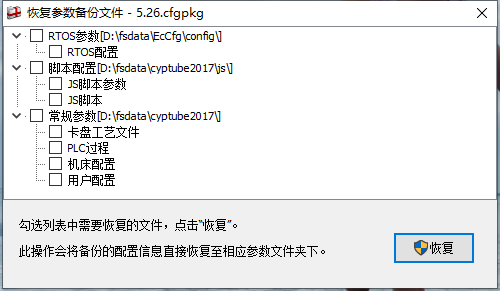 恢复参数备份文件 - 5.26.cfgpkg
RTOS参数[D:\fsdata\EcCfg\config\]
RTOS配置
脚本配置[D:\fsdata\cyptube2017\js\]
JS脚本参数
JS脚本
常规参数[D:\fsdata\cyptube2017\]
卡盘工艺文件
PLC过程
机床配置
用户配置
勾选列表中需要恢复的文件，点击“恢复”。
此操作会将备份的配置信息直接恢复至相应参数文件夹下。
恢复